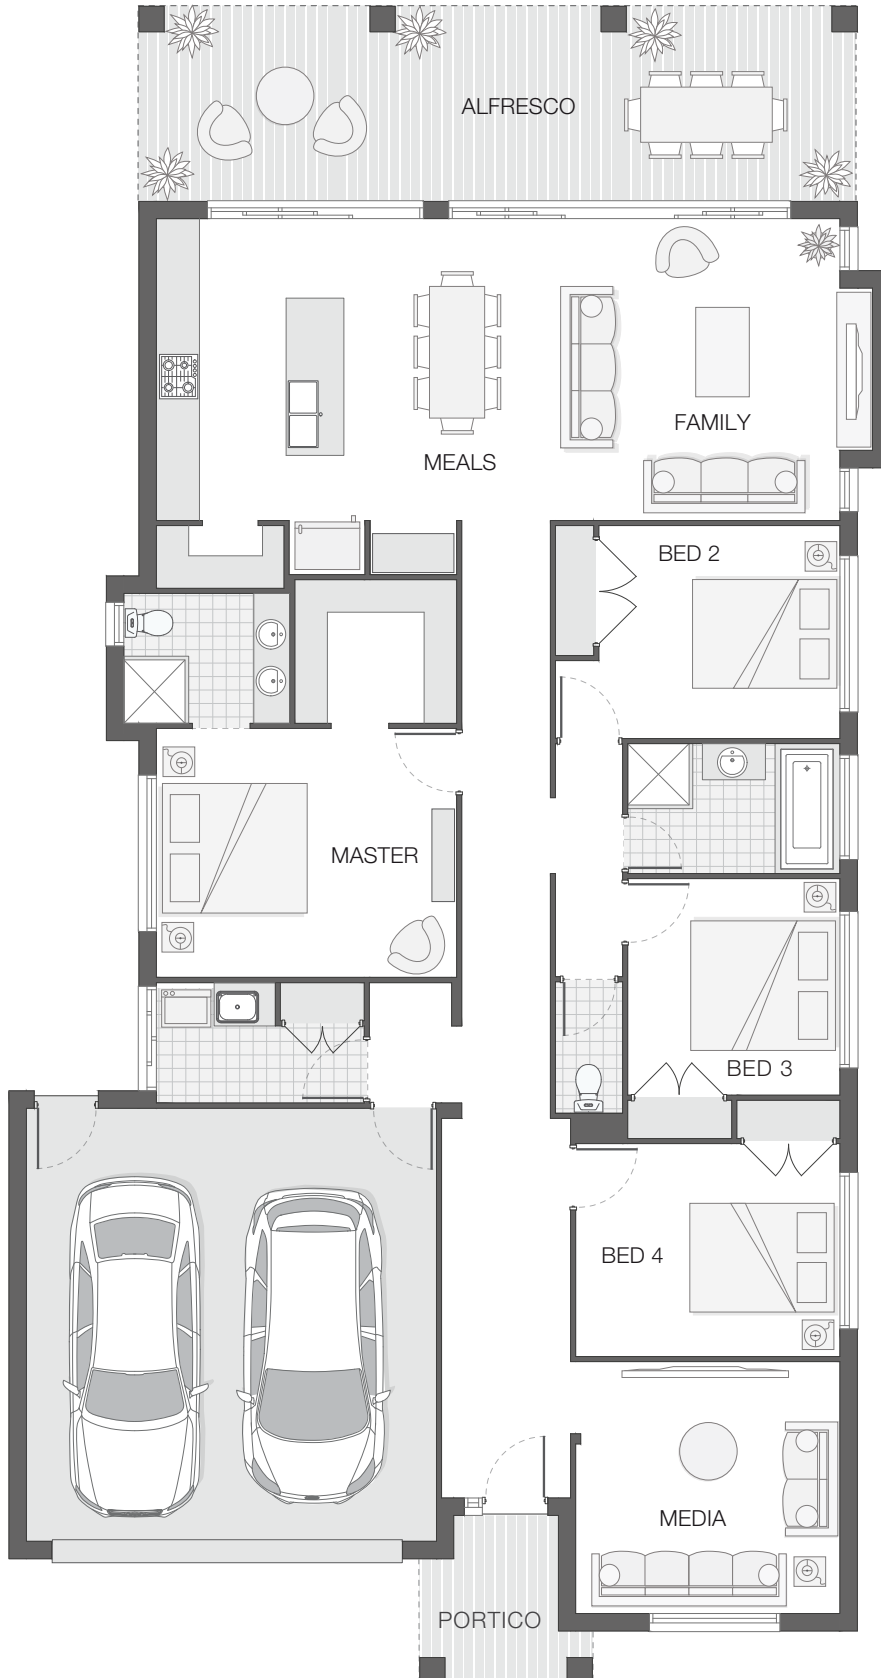 ALFRESCO
FAMILY
MEALS
BED 2
MASTER
BED 3
BED 4
MEDIA
PORTICO